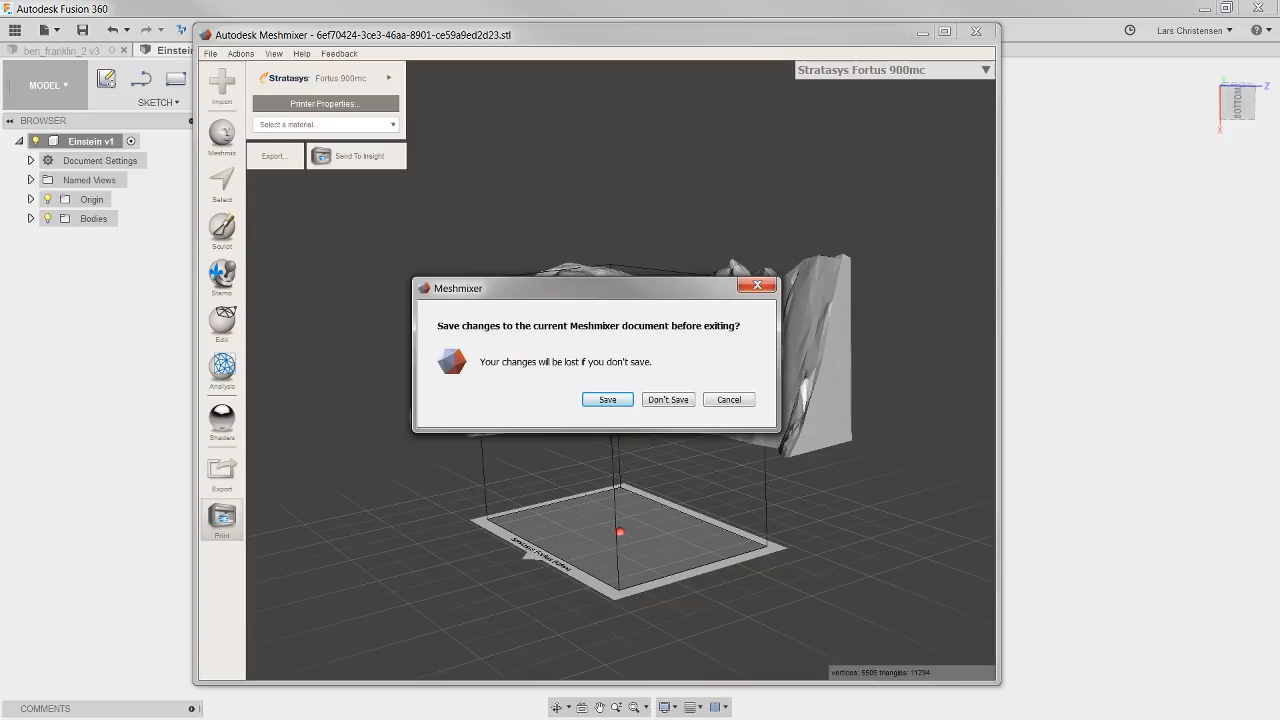 Autodesk Fusion 360
ben_franklin_2 v3
Einstein
Lars Christensen
MODEL
SKETCH
BROWSER
Einstein v1
Document Settings
Named Views
Origin
Bodies
COMMENTS
Autodesk Meshmixer - 6ef70424-3ce3-46aa-8901-ce59a9ed2d23.stl
File Actions View Help Feedback
Import
Meshmix
Select
Sculpt
Stamp
Edit
Analysis
Shaders
Export
Print
Stratasys Fortus 900mc
Printer Properties...
Select a material...
Export...
Send To Insight
Stratasys Fortus 900mc
Meshmixer
Save changes to the current Meshmixer document before exiting?
Your changes will be lost if you don't save.
Save
Don't Save
Cancel
Stratasys Fortus 900mc
vertices: 5505 triangles: 11294
BOTTOM
Z
X